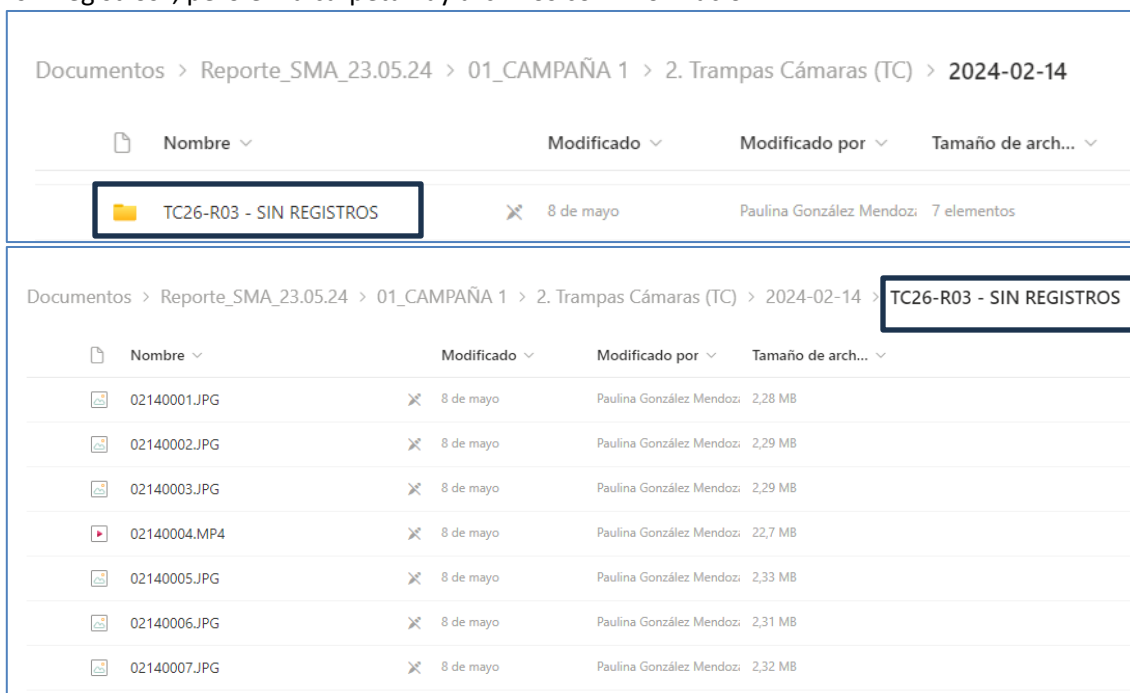 Documentos > Reporte_SMA_23.05.24 > 01_CAMPAÑA 1 > 2. Trampas Cámaras (TC) > 2024-02-14
Nombre Modificado Modificado por Tamaño de arch...
TC26-R03 - SIN REGISTROS 8 de mayo Paulina González Mendoz 7 elementos
Documentos > Reporte_SMA_23.05.24 > 01_CAMPAÑA 1 > 2. Trampas Cámaras (TC) > 2024-02-14 > TC26-R03 - SIN REGISTROS
Nombre Modificado Modificado por Tamaño de arch...
02140001.JPG 8 de mayo Paulina González Mendoz 2,28 MB
02140002.JPG 8 de mayo Paulina González Mendoz 2,29 MB
02140003.JPG 8 de mayo Paulina González Mendoz 2,29 MB
02140004.MP4 8 de mayo Paulina González Mendoz 22,7 MB
02140005.JPG 8 de mayo Paulina González Mendoz 2,33 MB
02140006.JPG 8 de mayo Paulina González Mendoz 2,31 MB
02140007.JPG 8 de mayo Paulina González Mendoz 2,32 MB